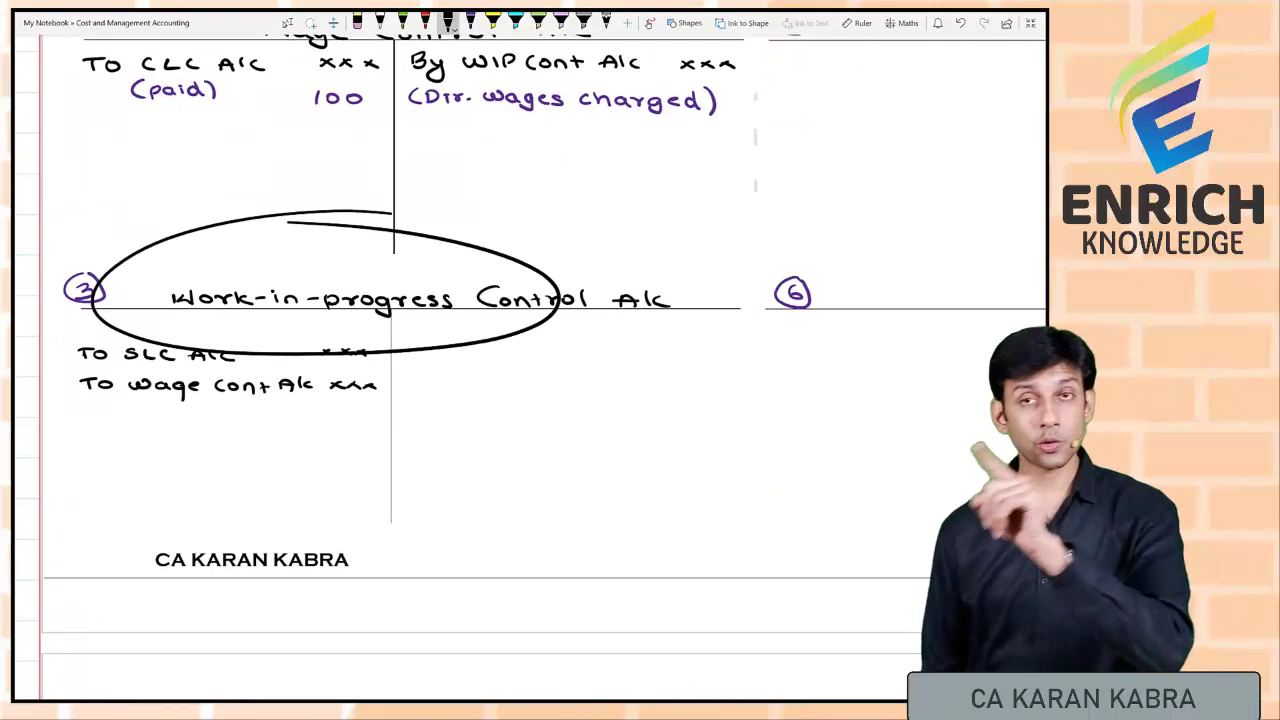 My Notebook » Cost and Management Accounting
Shapes
Ink to Shape
Ink to Text
Ruler
Maths
To CLC A/c xxx
(paid) 100
By WIP Cont A/c xxx
(Dir. wages charged)
3
Work-in-progress Control A/c
6
To SLC A/c xxx
To wage cont A/c xxx
CA KARAN KABRA
ENRICH
KNOWLEDGE
CA KARAN KABRA